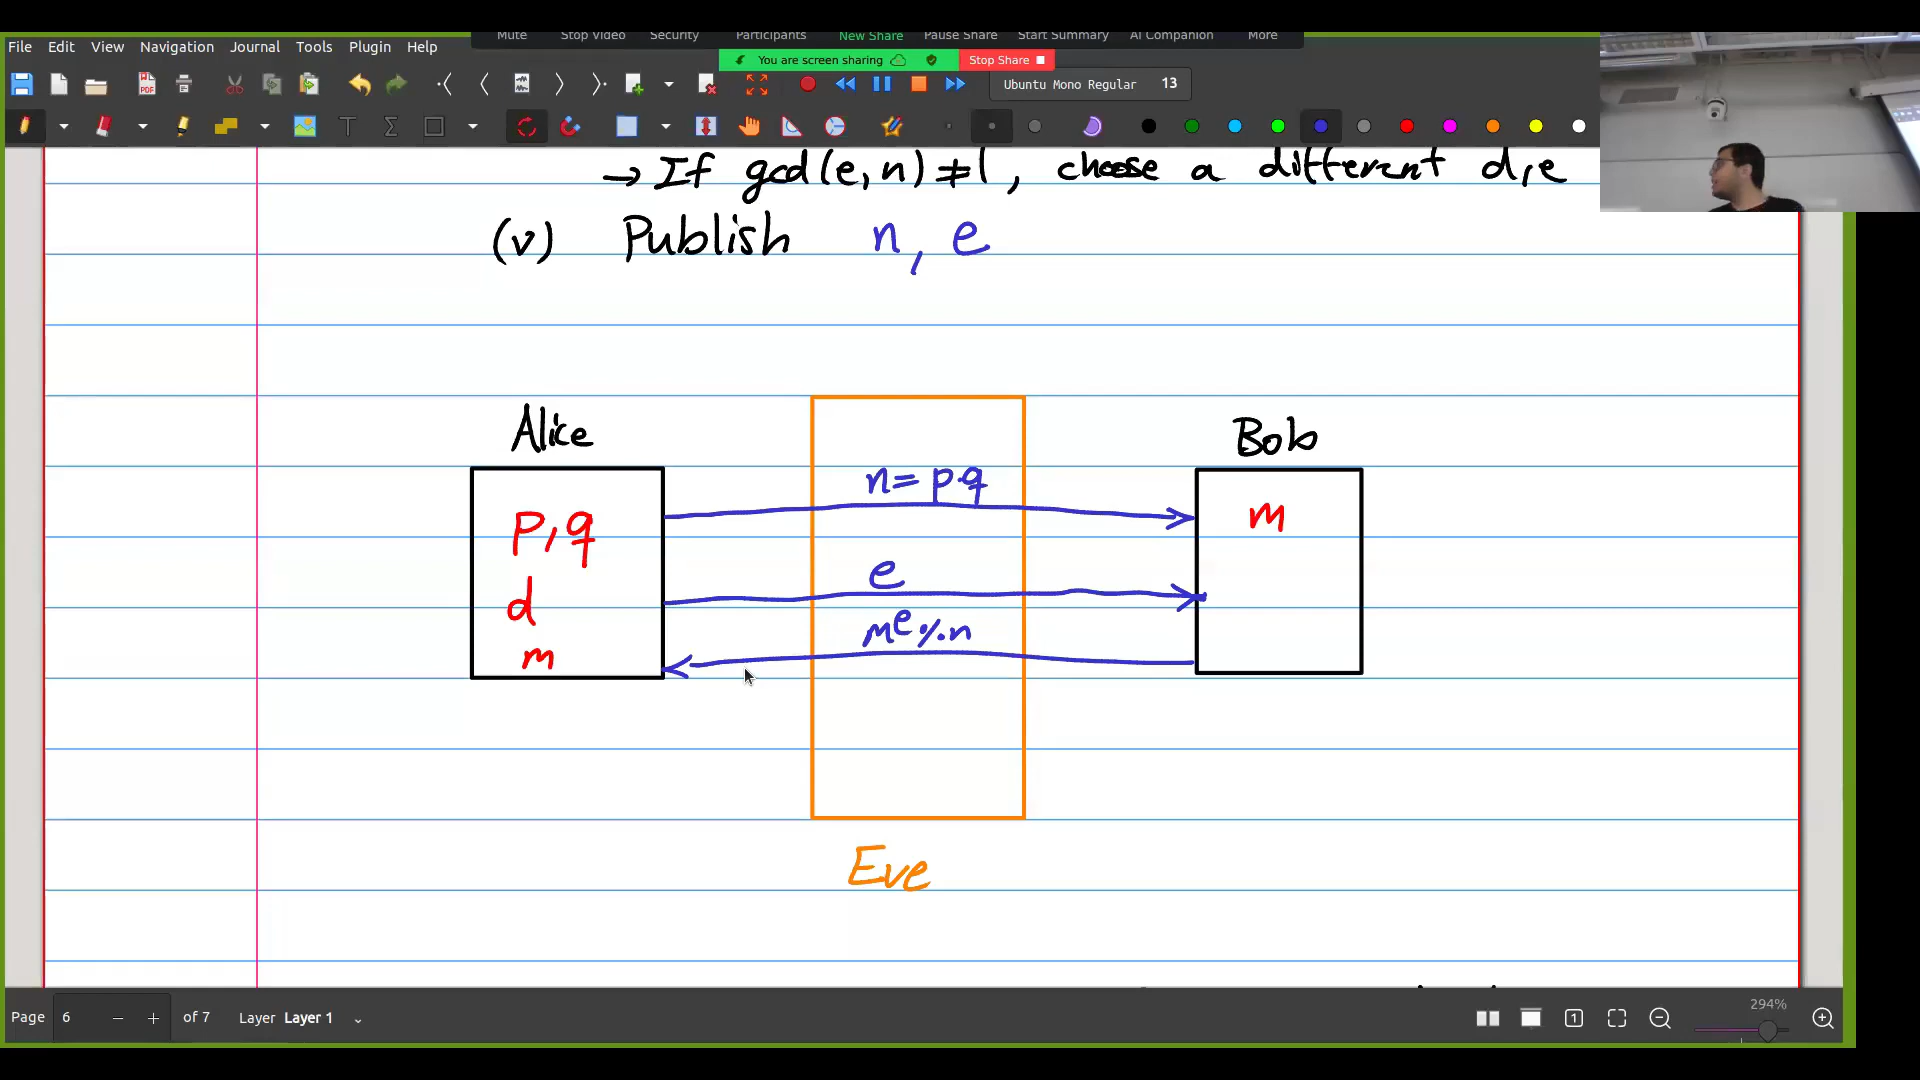 Mute Stop Video Security Participants New Share Pause Share Start Summary AI Companion More
File Edit View Navigation Journal Tools Plugin Help
You are screen sharing Stop Share
Ubuntu Mono Regular 13
→ If gcd(e, n) ≠ 1, choose a different d, e
(v) Publish n, e
Alice
Bob
n = p·q
p, q
m
e
d
m^e % n
m
Eve
Page 6 of 7 Layer Layer 1
294%